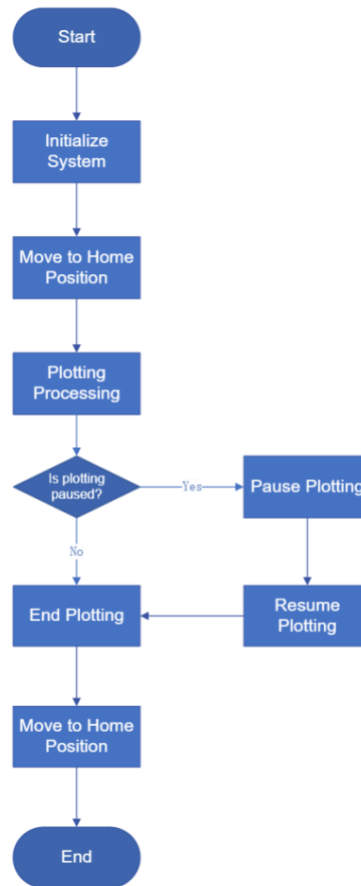 Start
Initialize
System
Move to Home
Position
Plotting
Processing
Is plotting
paused?
Yes
Pause Plotting
No
End Plotting
Resume
Plotting
Move to Home
Position
End